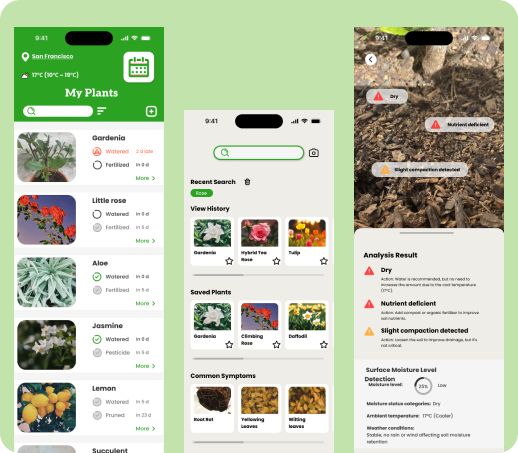 9:41
San Francisco
17°C (10°C – 19°C)
My Plants
Gardenia
Watered 2 d late
Fertilized in 0 d
More >
Little rose
Watered in 0 d
Fertilized in 5 d
More >
Aloe
Watered in 0 d
Fertilized in 5 d
More >
Jasmine
Watered in 0 d
Pesticide in 5 d
More >
Lemon
Watered in 5 d
Pruned in 23 d
More >
Succulent
9:41
Recent Search
Rose
View History
Gardenia
Hybrid Tea Rose
Tulip
Saved Plants
Gardenia
Climbing Rose
Daffodil
Common Symptoms
Root Rot
Yellowing leaves
Wilting leaves
9:41
Dry
Nutrient deficient
Slight compaction detected
Analysis Result
Dry
Action: Water is recommended, but no need to
increase the amount due to the cool temperature
(17°C).
Nutrient deficient
Action: Add compost or organic fertilizer to improve
soil nutrients.
Slight compaction detected
Action: Loosen the soil to improve drainage, but it's
not critical.
Surface Moisture Level
Detection
Moisture level: 25% Low
Moisture status categories: Dry
Ambient temperature: 17°C (Cooler)
Weather conditions:
Stable, no rain or wind affecting soil moisture
retention